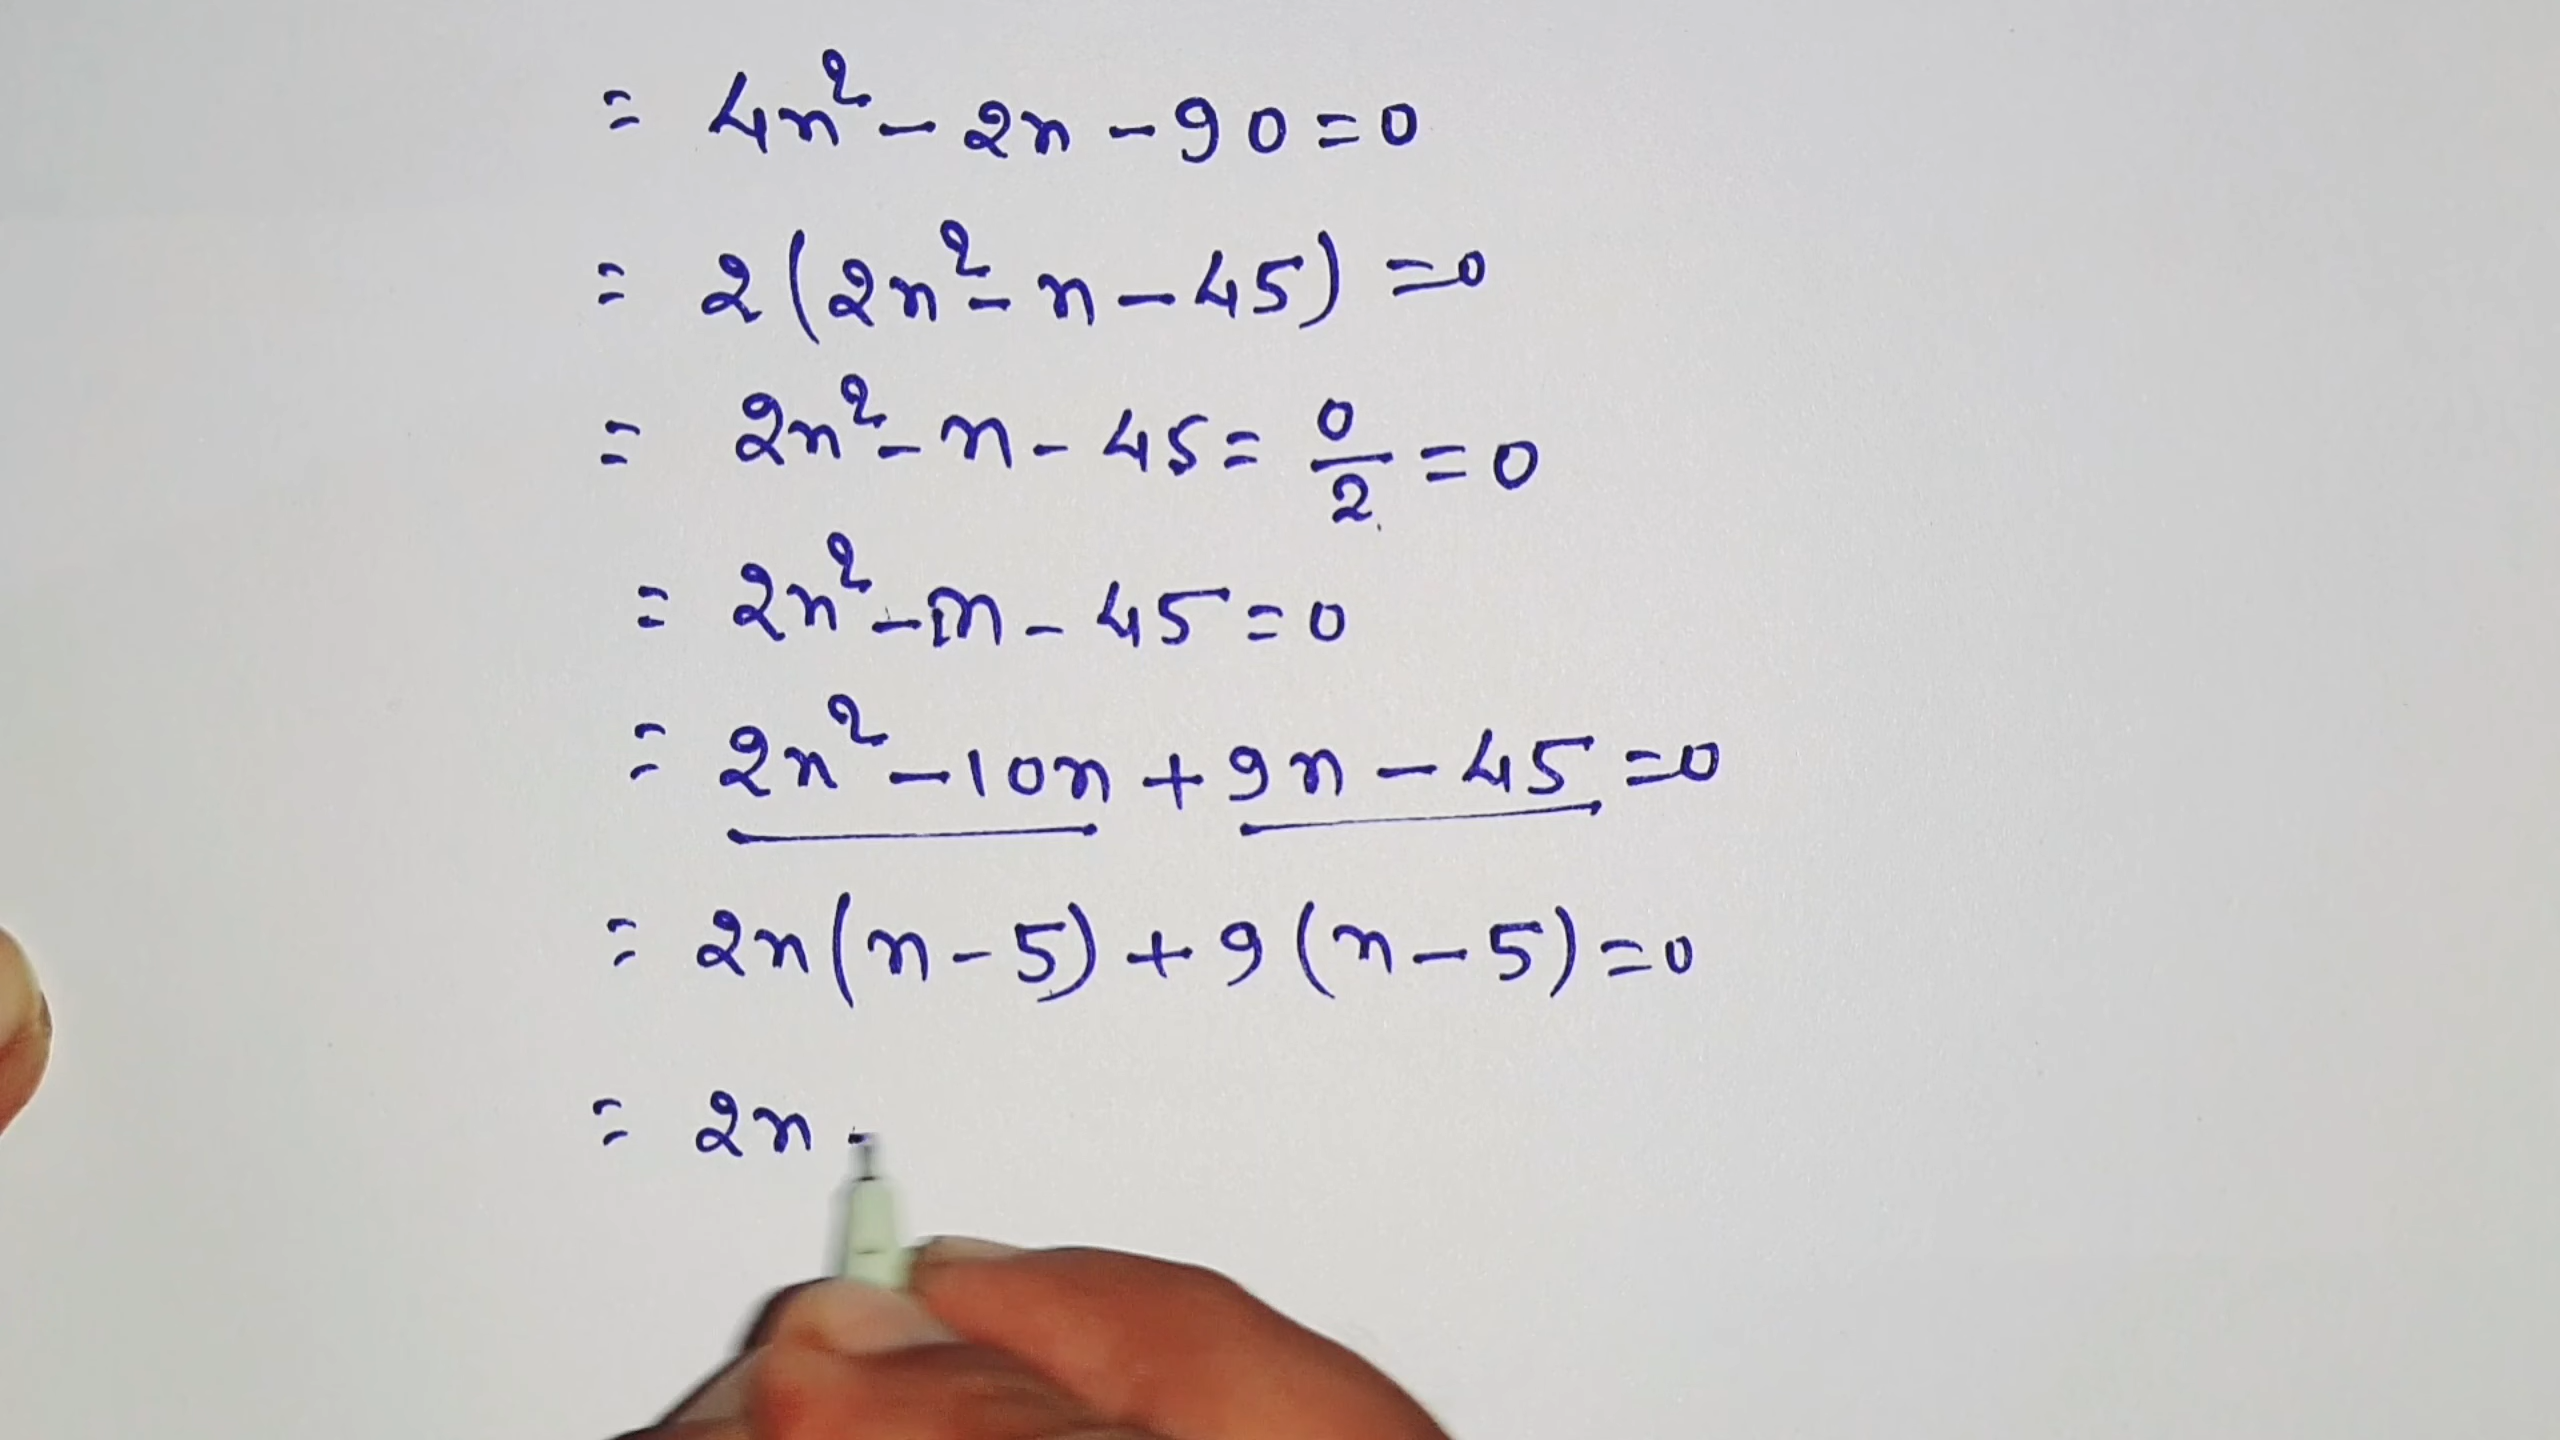 = 4n² - 2n - 90 = 0
= 2(2n² - n - 45) = 0
= 2n² - n - 45 = 0/2 = 0
= 2n² - n - 45 = 0
= 2n² - 10n + 9n - 45 = 0
= 2n(n - 5) + 9(n - 5) = 0
= 2n -